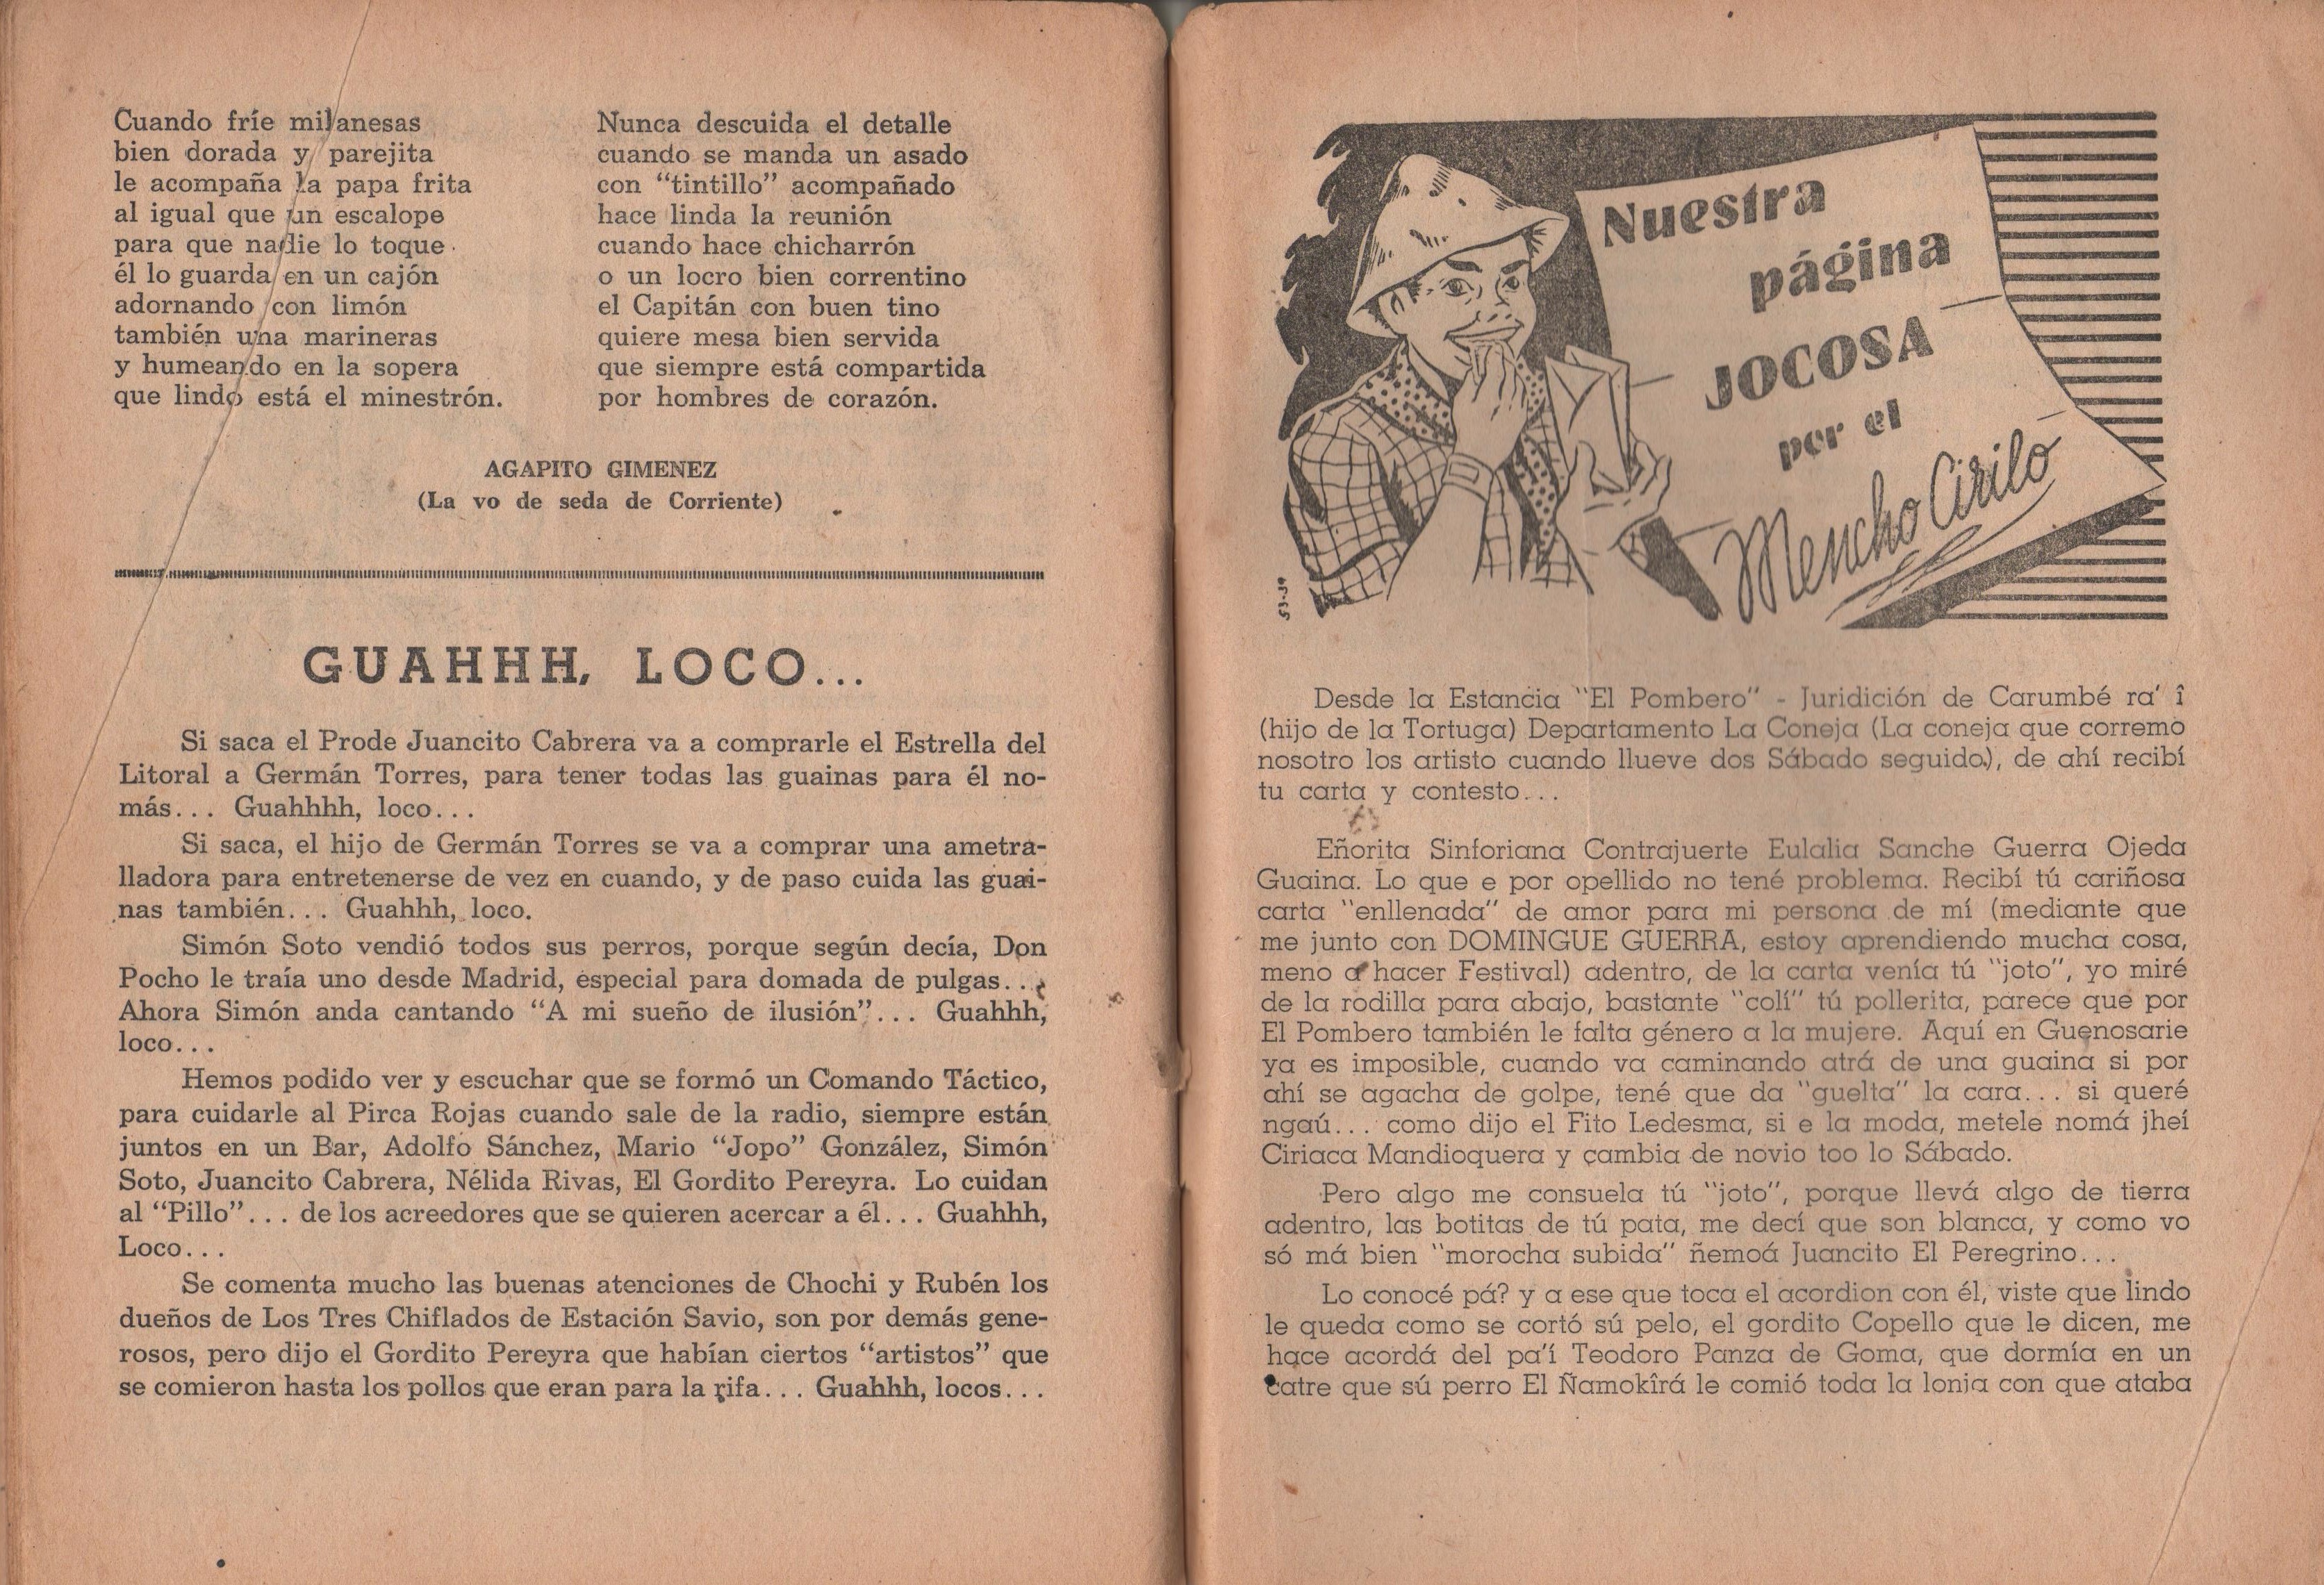 Cuando fríe milanesas
bien dorada y parejita
le acompaña la papa frita
al igual que un escalope
para que nadie lo toque
él lo guarda en un cajón
adornando con limón
también una marineras
y humeando en la sopera
que lindo está el minestrón.
Nunca descuida el detalle
cuando se manda un asado
con “tintillo” acompañado
hace linda la reunión
cuando hace chicharrón
o un locro bien correntino
el Capitán con buen tino
quiere mesa bien servida
que siempre está compartida
por hombres de corazón.
AGAPITO GIMENEZ
(La vo de seda de Corriente)
GUAHHH, LOCO...
Si saca el Prode Juancito Cabrera va a comprarle el Estrella del
Litoral a Germán Torres, para tener todas las guainas para él no-
más... Guahhhh, loco...
Si saca, el hijo de Germán Torres se va a comprar una ametra-
lladora para entretenerse de vez en cuando, y de paso cuida las guai-
nas también... Guahhh, loco.
Simón Soto vendió todos sus perros, porque según decía, Don
Pocho le traía uno desde Madrid, especial para domada de pulgas...
Ahora Simón anda cantando “A mi sueño de ilusión”... Guahhh,
loco...
Hemos podido ver y escuchar que se formó un Comando Táctico,
para cuidarle al Pirca Rojas cuando sale de la radio, siempre están
juntos en un Bar, Adolfo Sánchez, Mario “Jopo” González, Simón
Soto, Juancito Cabrera, Nélida Rivas, El Gordito Pereyra. Lo cuidan
al “Pillo”... de los acreedores que se quieren acercar a él... Guahhh,
Loco...
Se comenta mucho las buenas atenciones de Chochi y Rubén los
dueños de Los Tres Chiflados de Estación Savio, son por demás gene-
rosos, pero dijo el Gordito Pereyra que habían ciertos “artistos” que
se comieron hasta los pollos que eran para la rifa... Guahhh, locos...
Nuestra
página
JOCOSA
por el
Mencho Cirilo
53-39
Desde la Estancia “El Pombero” - Juridición de Carumbé ra’ î
(hijo de la Tortuga) Departamento La Coneja (La coneja que corremo
nosotro los artisto cuando llueve dos Sábado seguido), de ahí recibí
tu carta y contesto...
Eñorita Sinforiana Contrajuerte Eulalia Sanche Guerra Ojeda
Guaina. Lo que e por opellido no tené problema. Recibí tú cariñosa
carta “enllenada” de amor para mi persona de mí (mediante que
me junto con DOMINGUE GUERRA, estoy aprendiendo mucha cosa,
meno a hacer Festival) adentro, de la carta venía tú “joto”, yo miré
de la rodilla para abajo, bastante “colí” tú pollerita, parece que por
El Pombero también le falta género a la mujere. Aquí en Guenosarie
ya es imposible, cuando va caminando atrá de una guaina si por
ahí se agacha de golpe, tené que da “guelta” la cara... si queré
ngaú... como dijo el Fito Ledesma, si e la moda, metele nomá jheí
Ciriaca Mandioquera y cambia de novio too lo Sábado.
Pero algo me consuela tú “joto”, porque llevá algo de tierra
adentro, las botitas de tú pata, me decí que son blanca, y como vo
só má bien “morocha subida” ñemoá Juancito El Peregrino...
Lo conocé pá? y a ese que toca el acordion con él, viste que lindo
le queda como se cortó sú pelo, el gordito Copello que le dicen, me
hace acordá del pa’í Teodoro Panza de Goma, que dormía en un
catre que sú perro El Ñamokîrá le comió toda la lonja con que ataba